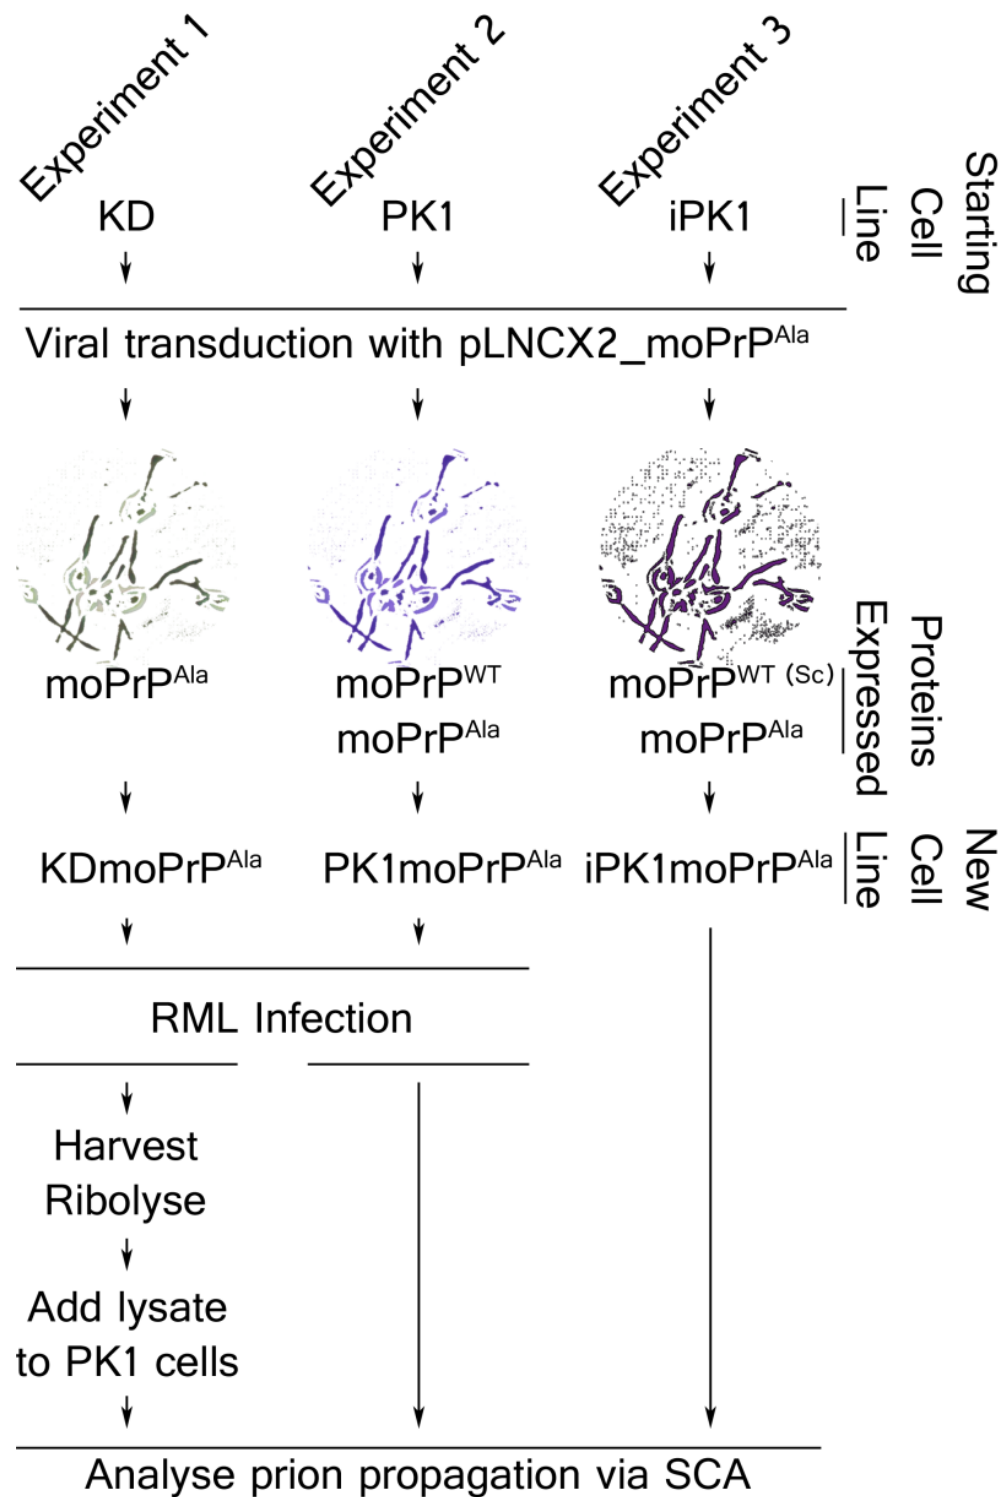 Experiment 1
Experiment 2
Experiment 3
KD
PK1
iPK1
Starting
Cell
Line
Viral transduction with pLNCX2_moPrPAla
moPrPAla
moPrPWT
moPrPAla
moPrPWT (Sc)
moPrPAla
Proteins
Expressed
KDmoPrPAla
PK1moPrPAla
iPK1moPrPAla
New
Cell
Line
RML Infection
Harvest
Ribolyse
Add lysate
to PK1 cells
Analyse prion propagation via SCA